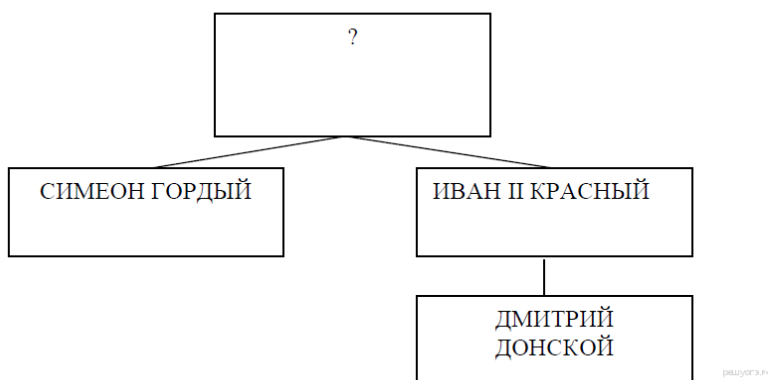 ?
СИМЕОН ГОРДЫЙ
ИВАН II КРАСНЫЙ
ДМИТРИЙ
ДОНСКОЙ